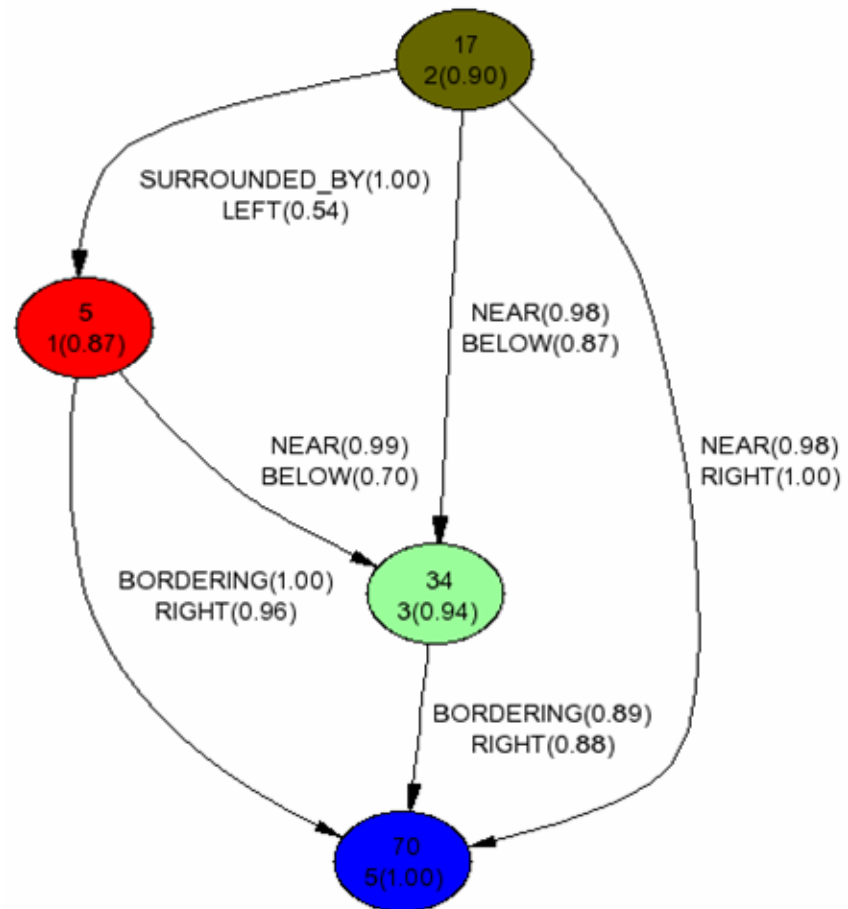 17
2(0.90)
SURROUNDED_BY(1.00)
LEFT(0.54)
5
1(0.87)
NEAR(0.98)
BELOW(0.87)
NEAR(0.99)
BELOW(0.70)
NEAR(0.98)
RIGHT(1.00)
BORDERING(1.00)
RIGHT(0.96)
34
3(0.94)
BORDERING(0.89)
RIGHT(0.88)
70
5(1.00)